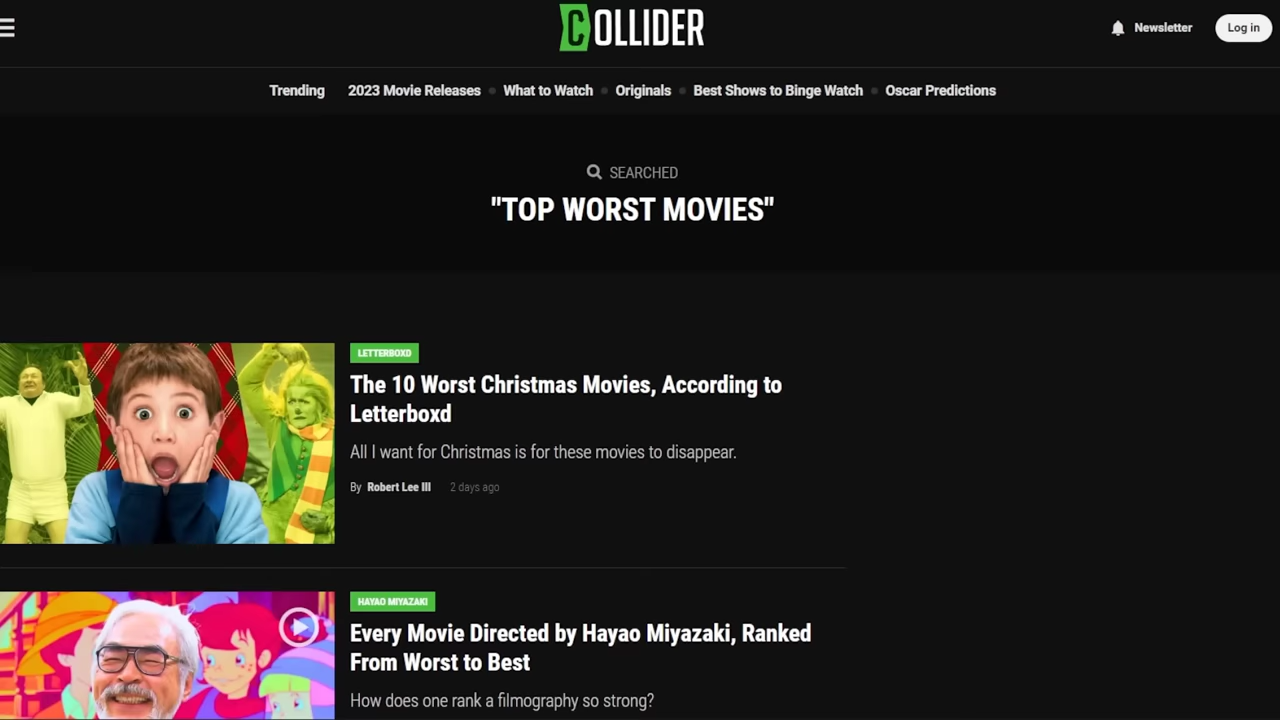 COLLIDER
Newsletter
Log in
Trending 2023 Movie Releases What to Watch Originals Best Shows to Binge Watch Oscar Predictions
SEARCHED
"TOP WORST MOVIES"
LETTERBOXD
The 10 Worst Christmas Movies, According to
Letterboxd
All I want for Christmas is for these movies to disappear.
By Robert Lee III 2 days ago
HAYAO MIYAZAKI
Every Movie Directed by Hayao Miyazaki, Ranked
From Worst to Best
How does one rank a filmography so strong?